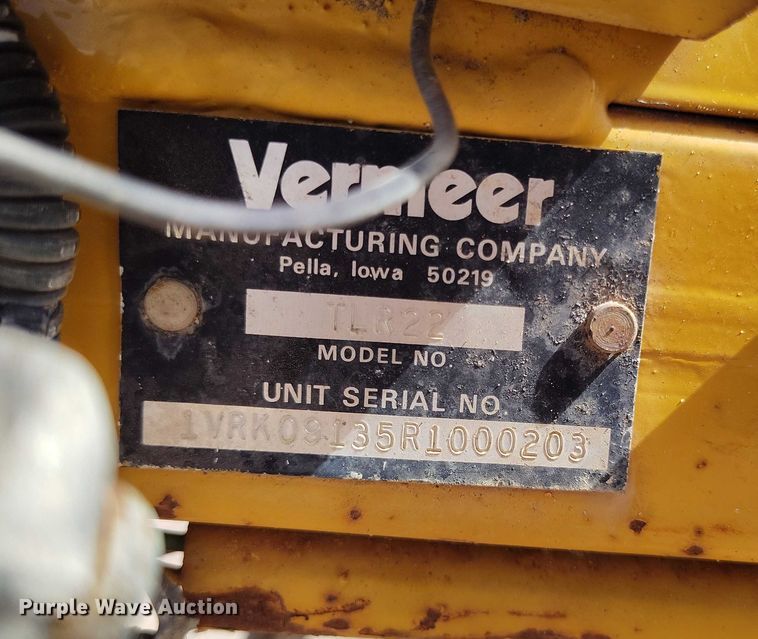 Vermeer
MANUFACTURING COMPANY
Pella, Iowa 50219
TLR22
MODEL NO.
UNIT SERIAL NO.
1VRK09135R1000203
Purple Wave Auction